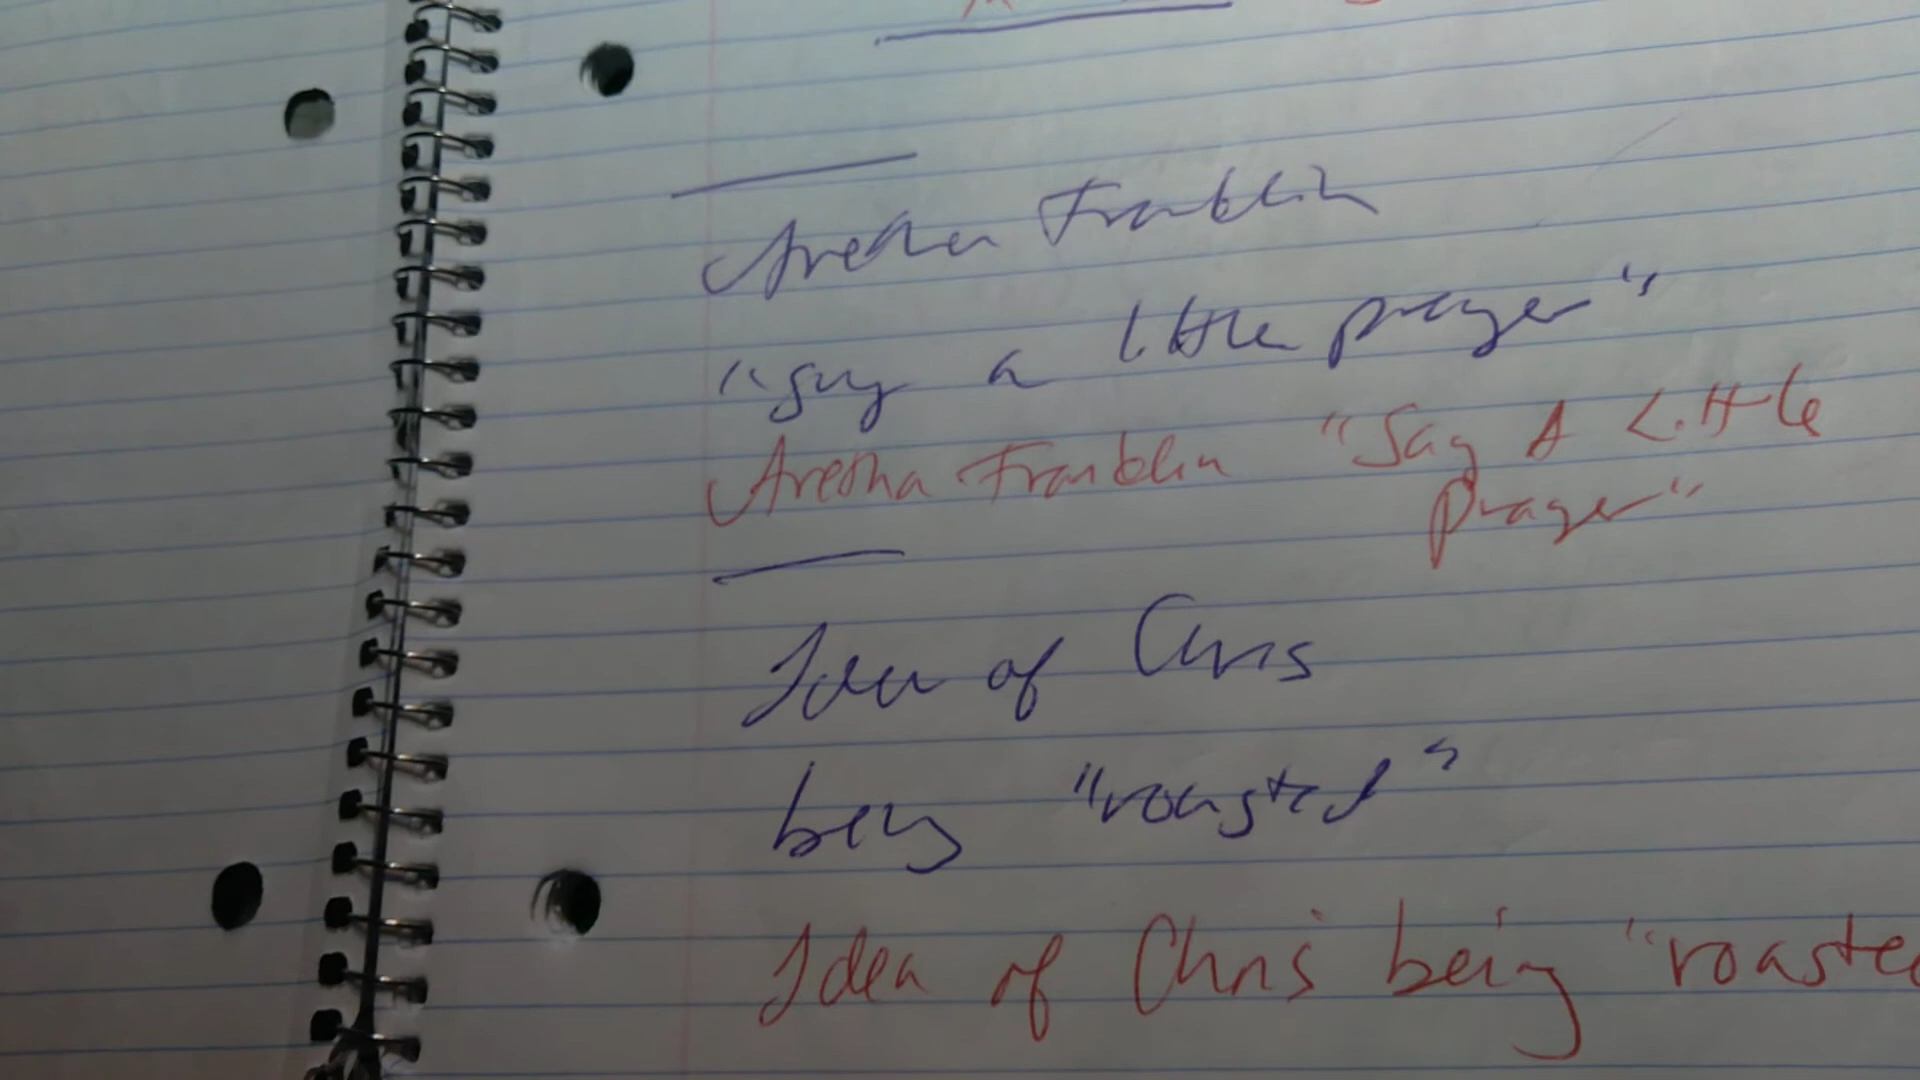 Aretha Franklin
"say a little prayer"
Aretha Franklin "Say A Little
prayer"
Idea of Chris
being "roasted"
Idea of Chris being "roaste